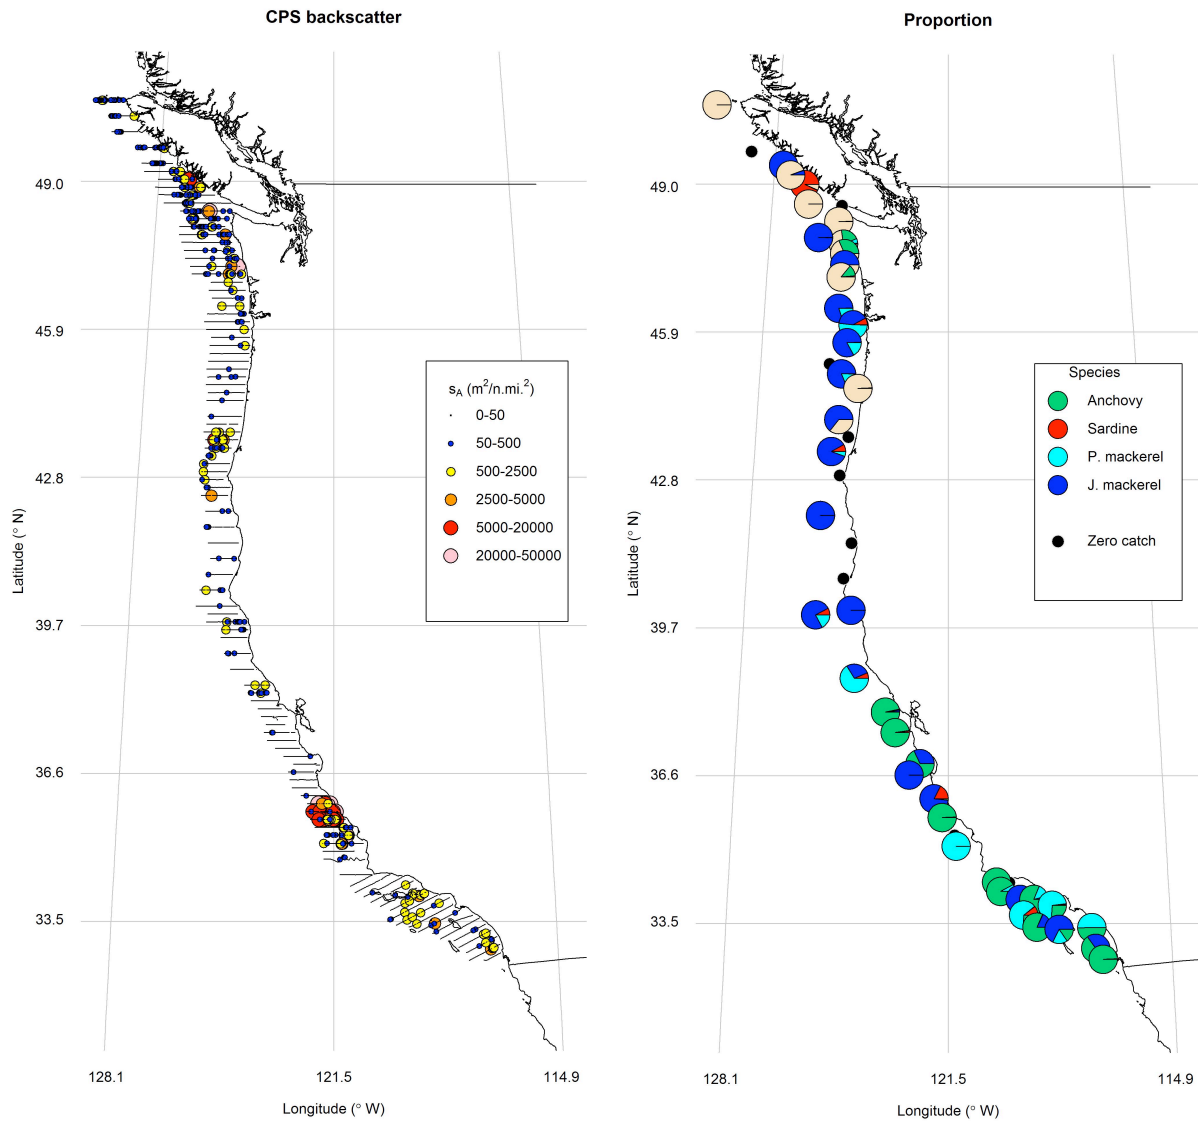 CPS backscatter
49.0
45.9
42.8
39.7
36.6
33.5
Latitude (° N)
128.1
121.5
114.9
Longitude (° W)
sA (m²/n.mi.²)
0-50
50-500
500-2500
2500-5000
5000-20000
20000-50000
Proportion
49.0
45.9
42.8
39.7
36.6
33.5
Latitude (° N)
128.1
121.5
114.9
Longitude (° W)
Species
Anchovy
Sardine
P. mackerel
J. mackerel
Zero catch